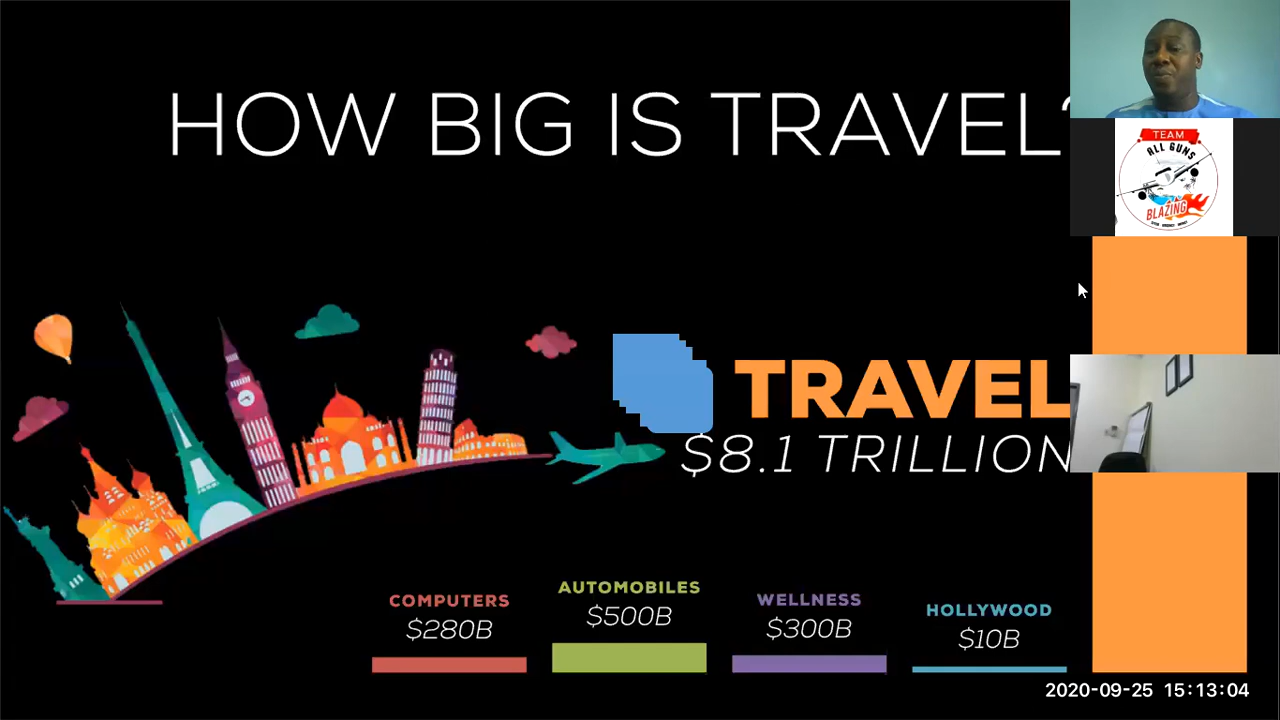 HOW BIG IS TRAVEL?
TEAM
ALL GUNS
BLAZING
TRAVEL
$8.1 TRILLION
COMPUTERS
$280B
AUTOMOBILES
$500B
WELLNESS
$300B
HOLLYWOOD
$10B
2020-09-25 15:13:04